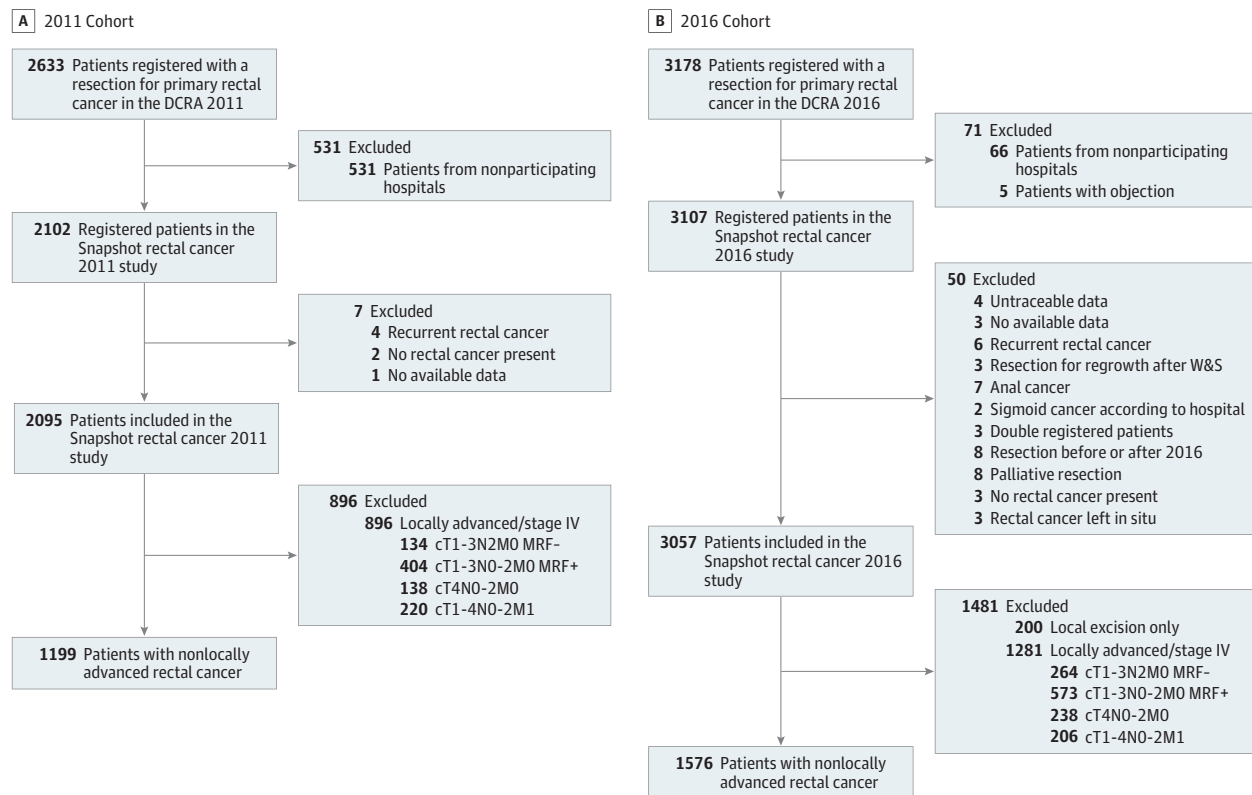 A 2011 Cohort
2633 Patients registered with a
resection for primary rectal
cancer in the DCRA 2011
531 Excluded
531 Patients from nonparticipating
hospitals
2102 Registered patients in the
Snapshot rectal cancer
2011 study
7 Excluded
4 Recurrent rectal cancer
2 No rectal cancer present
1 No available data
2095 Patients included in the
Snapshot rectal cancer 2011
study
896 Excluded
896 Locally advanced/stage IV
134 cT1-3N2M0 MRF-
404 cT1-3N0-2M0 MRF+
138 cT4N0-2M0
220 cT1-4N0-2M1
1199 Patients with nonlocally
advanced rectal cancer
B 2016 Cohort
3178 Patients registered with a
resection for primary rectal
cancer in the DCRA 2016
71 Excluded
66 Patients from nonparticipating
hospitals
5 Patients with objection
3107 Registered patients in the
Snapshot rectal cancer
2016 study
50 Excluded
4 Untraceable data
3 No available data
6 Recurrent rectal cancer
3 Resection for regrowth after W&S
7 Anal cancer
2 Sigmoid cancer according to hospital
3 Double registered patients
8 Resection before or after 2016
8 Palliative resection
3 No rectal cancer present
3 Rectal cancer left in situ
3057 Patients included in the
Snapshot rectal cancer 2016
study
1481 Excluded
200 Local excision only
1281 Locally advanced/stage IV
264 cT1-3N2M0 MRF-
573 cT1-3N0-2M0 MRF+
238 cT4N0-2M0
206 cT1-4N0-2M1
1576 Patients with nonlocally
advanced rectal cancer